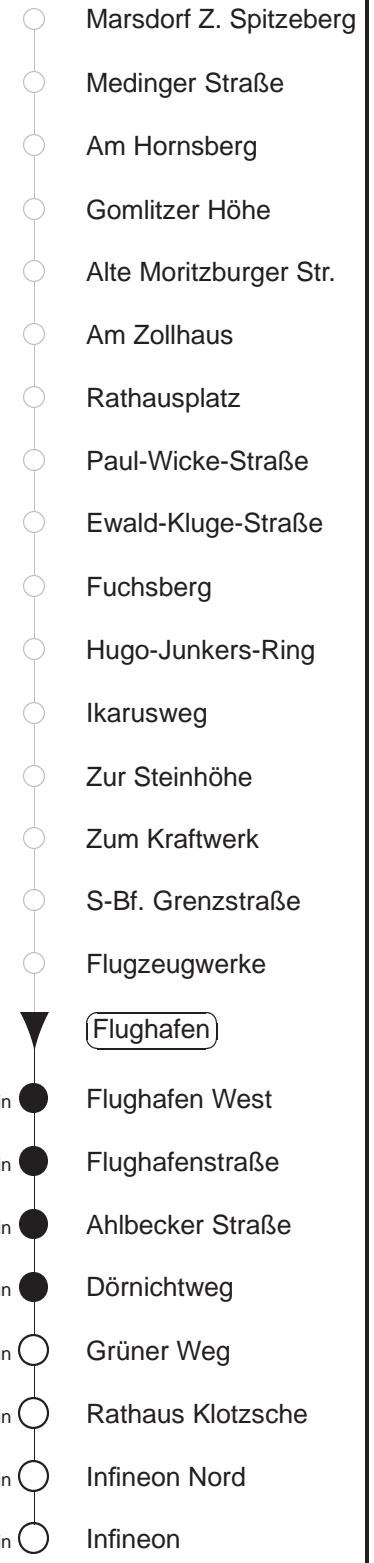 Marsdorf Z. Spitzeberg
Medinger Straße
Am Hornsberg
Gomlitzer Höhe
Alte Moritzburger Str.
Am Zollhaus
Rathausplatz
Paul-Wicke-Straße
Ewald-Kluge-Straße
Fuchsberg
Hugo-Junkers-Ring
Ikarusweg
Zur Steinhöhe
Zum Kraftwerk
S-Bf. Grenzstraße
Flugzeugwerke
Flughafen
Flughafen West
Flughafenstraße
Ahlbecker Straße
Dörnichtweg
Grüner Weg
Rathaus Klotzsche
Infineon Nord
Infineon